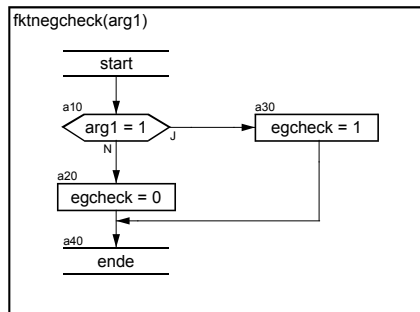 fktnegcheck(arg1)
start
a10
arg1 = 1
J
N
a30
egcheck = 1
a20
egcheck = 0
a40
ende